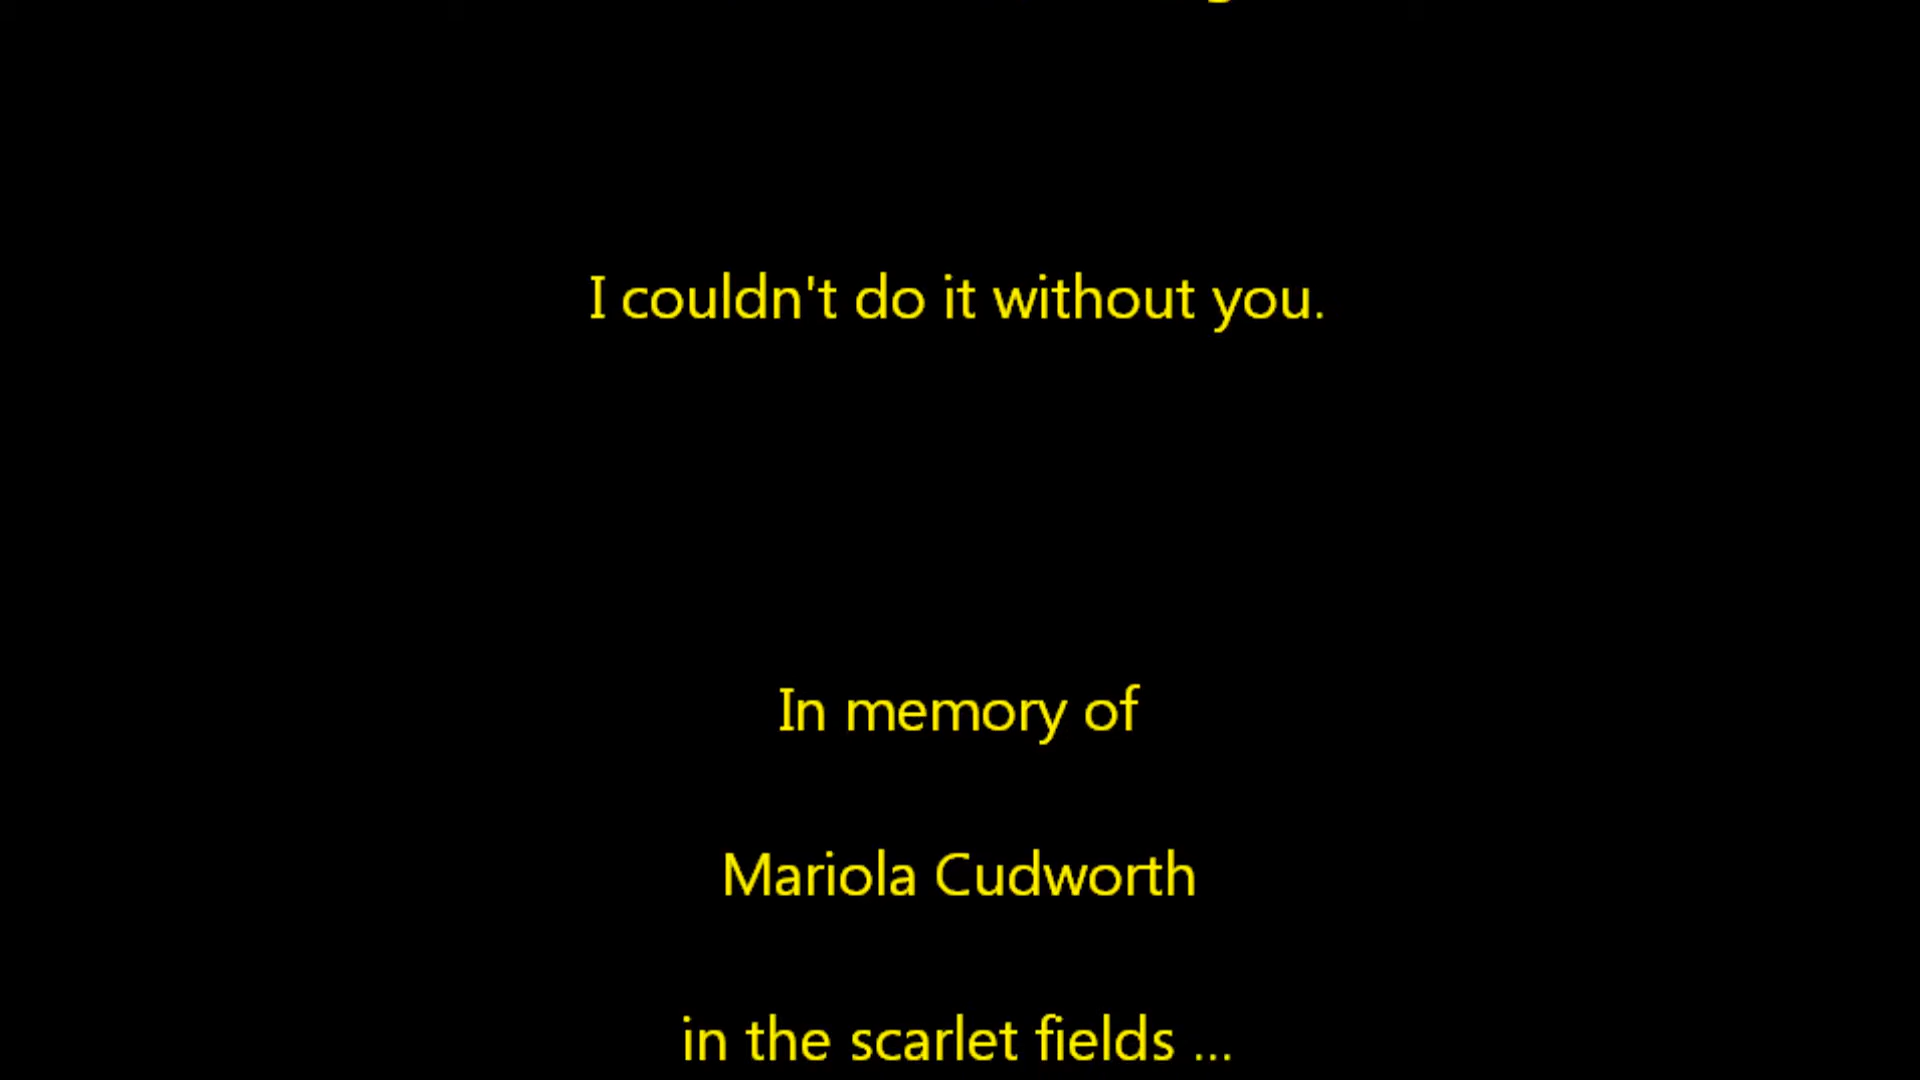 I couldn't do it without you.
In memory of
Mariola Cudworth
in the scarlet fields ...